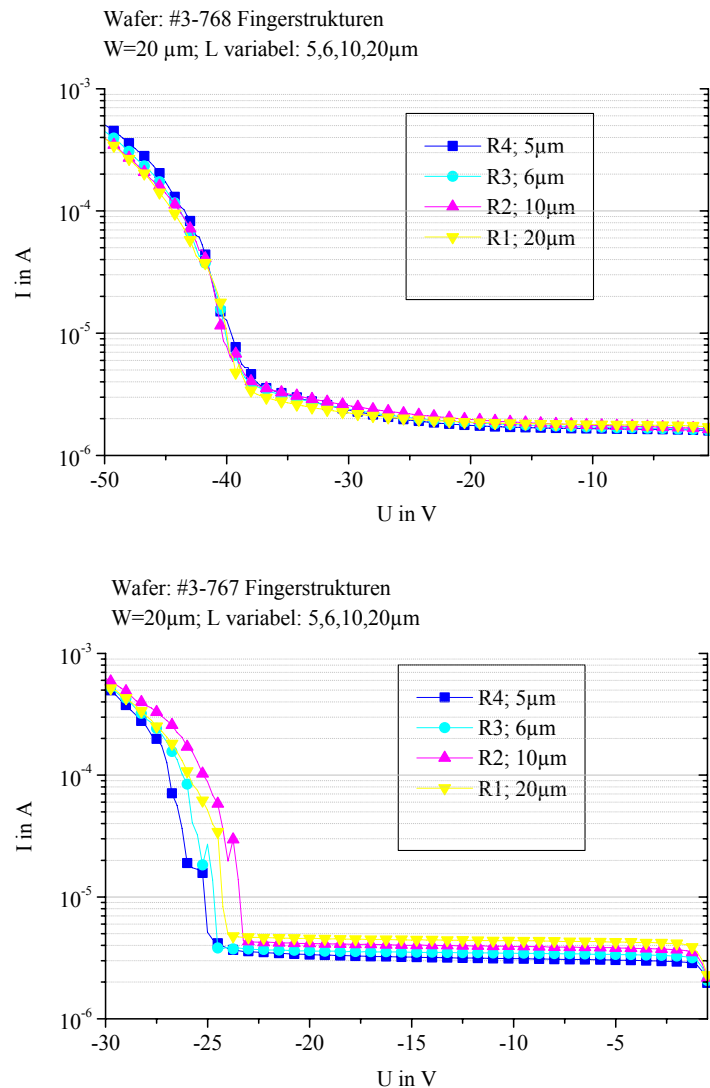 Wafer: #3-768 Fingerstrukturen
W=20 µm; L variabel: 5,6,10,20µm
10-3
10-4
10-5
10-6
I in A
R4; 5µm
R3; 6µm
R2; 10µm
R1; 20µm
-50 -40 -30 -20 -10
U in V
Wafer: #3-767 Fingerstrukturen
W=20µm; L variabel: 5,6,10,20µm
10-3
10-4
10-5
10-6
I in A
R4; 5µm
R3; 6µm
R2; 10µm
R1; 20µm
-30 -25 -20 -15 -10 -5
U in V